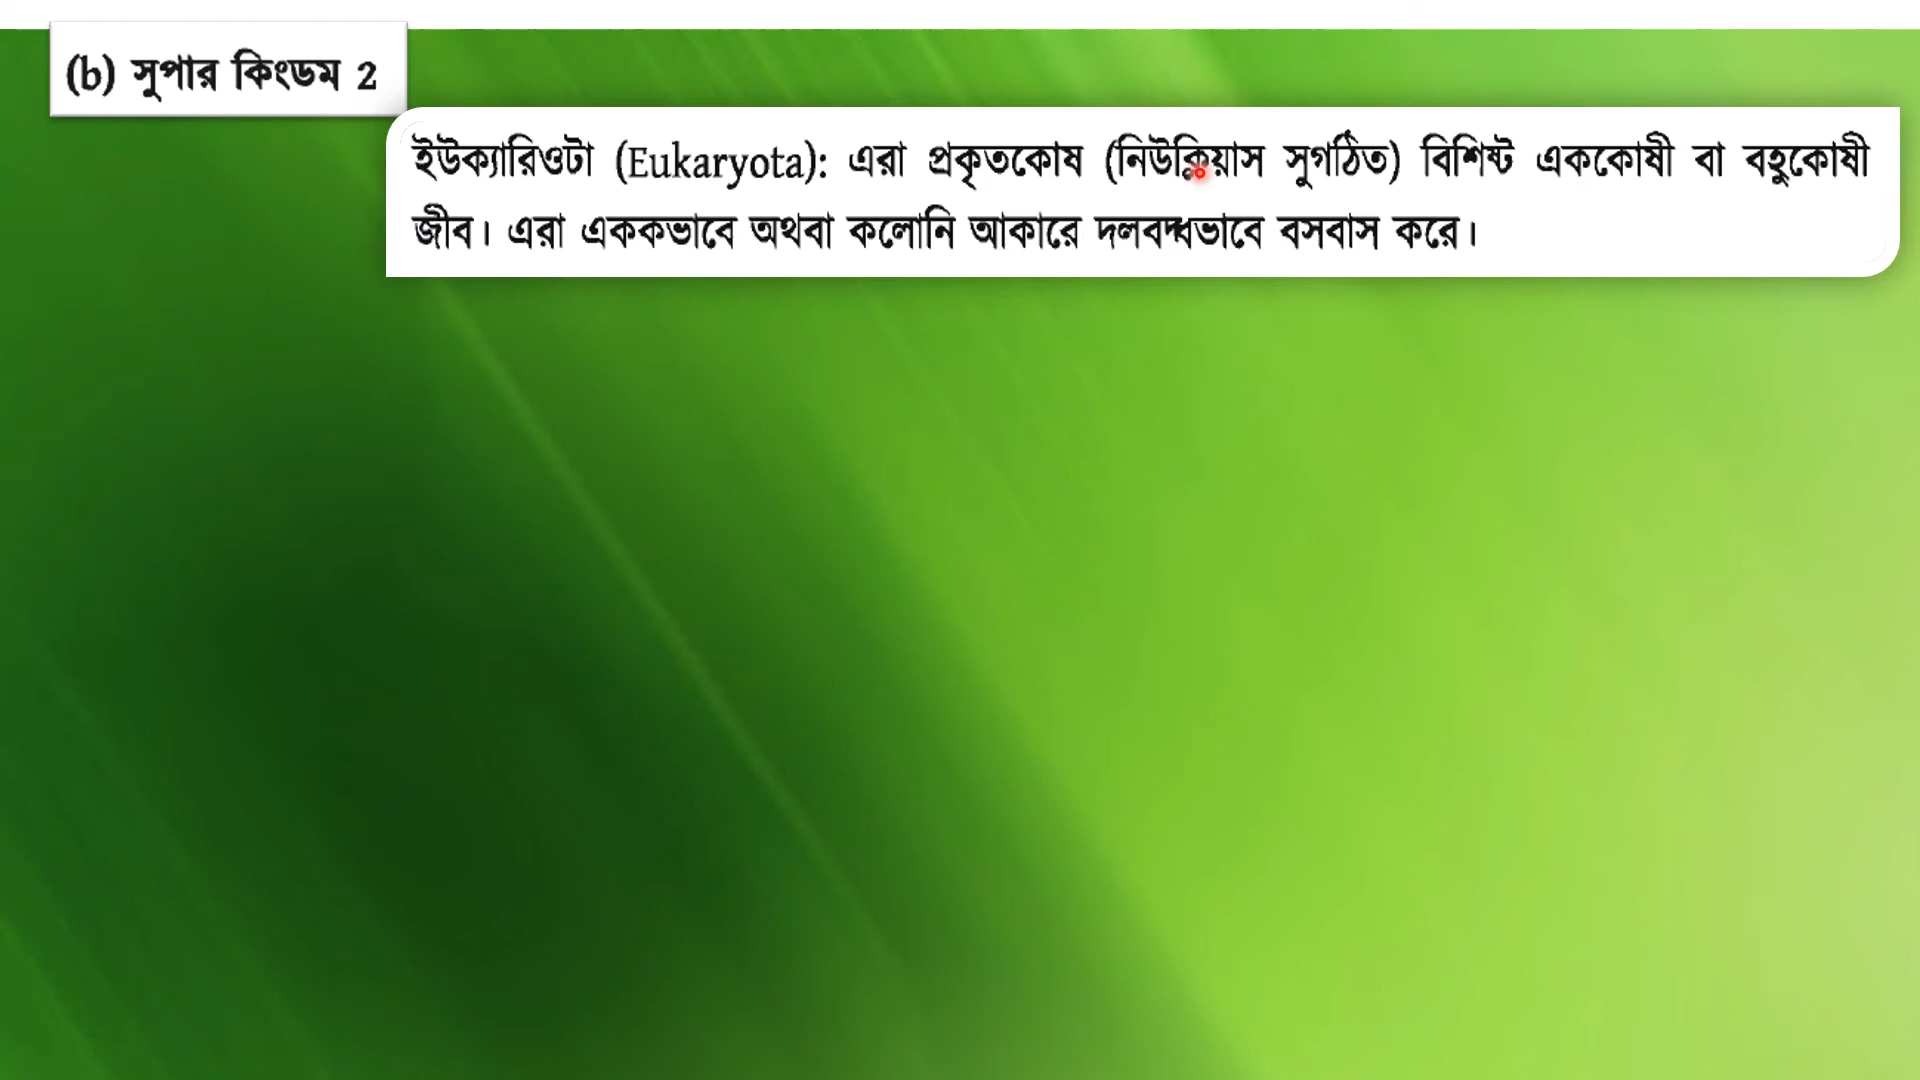 (b) সুপার কিংডম 2
ইউক্যারিওটা (Eukaryota): এরা প্রকৃতকোষ (নিউক্লিয়াস সুগঠিত) বিশিষ্ট এককোষী বা বহুকোষী
জীব। এরা এককভাবে অথবা কলোনি আকারে দলবদ্ধভাবে বসবাস করে।